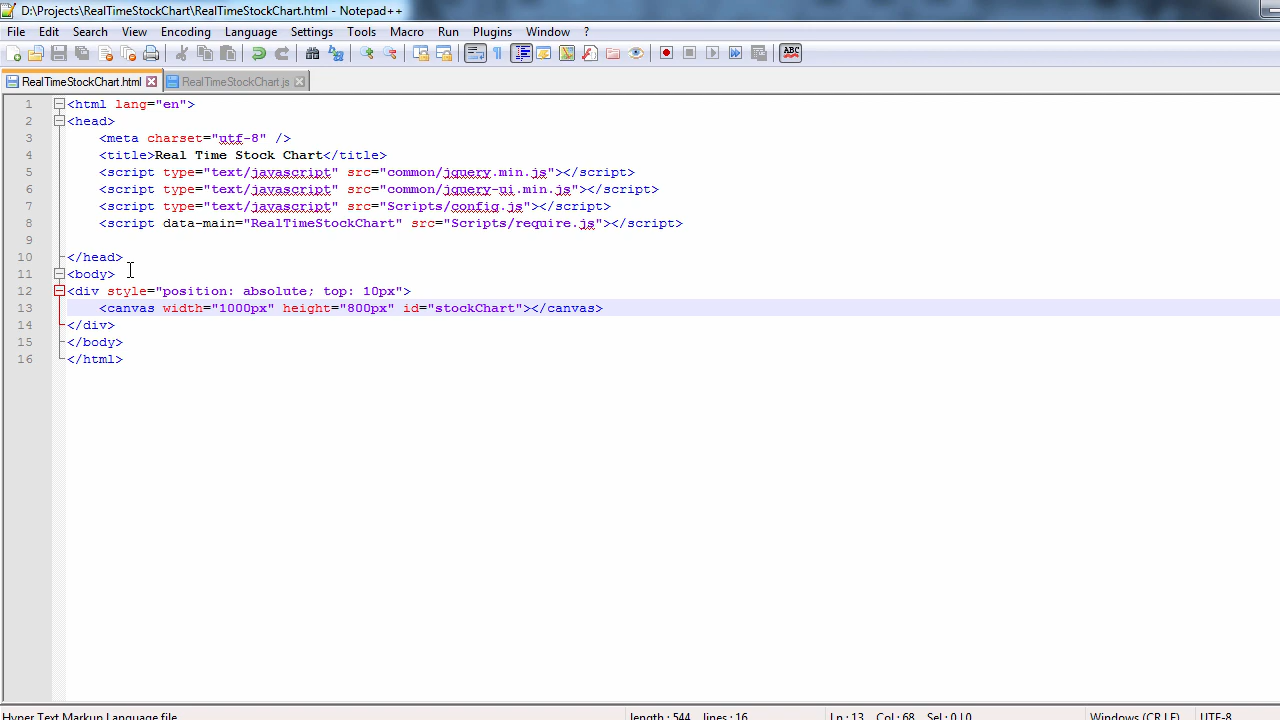 D:\Projects\RealTimeStockChart\RealTimeStockChart.html - Notepad++
File Edit Search View Encoding Language Settings Tools Macro Run Plugins Window ?
ABC
RealTimeStockChart.html RealTimeStockChart.js
1 <html lang="en">
2 <head>
3 <meta charset="utf-8" />
4 <title>Real Time Stock Chart</title>
5 <script type="text/javascript" src="common/jquery.min.js"></script>
6 <script type="text/javascript" src="common/jquery-ui.min.js"></script>
7 <script type="text/javascript" src="Scripts/config.js"></script>
8 <script data-main="RealTimeStockChart" src="Scripts/require.js"></script>
9
10 </head>
11 <body>
12 <div style="position: absolute; top: 10px">
13 <canvas width="1000px" height="800px" id="stockChart"></canvas>
14 </div>
15 </body>
16 </html>
Hyper Text Markup Language file length : 544 lines : 16 Ln : 13 Col : 68 Sel : 0 | 0 Windows (CR LF) UTF-8